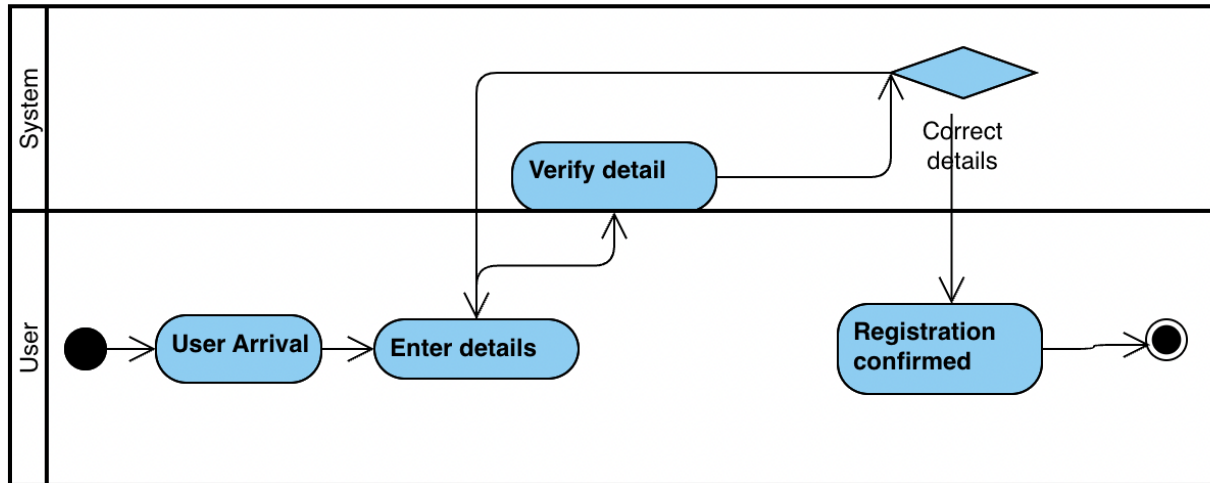 System
Correct
details
Verify detail
User
User Arrival
Enter details
Registration
confirmed